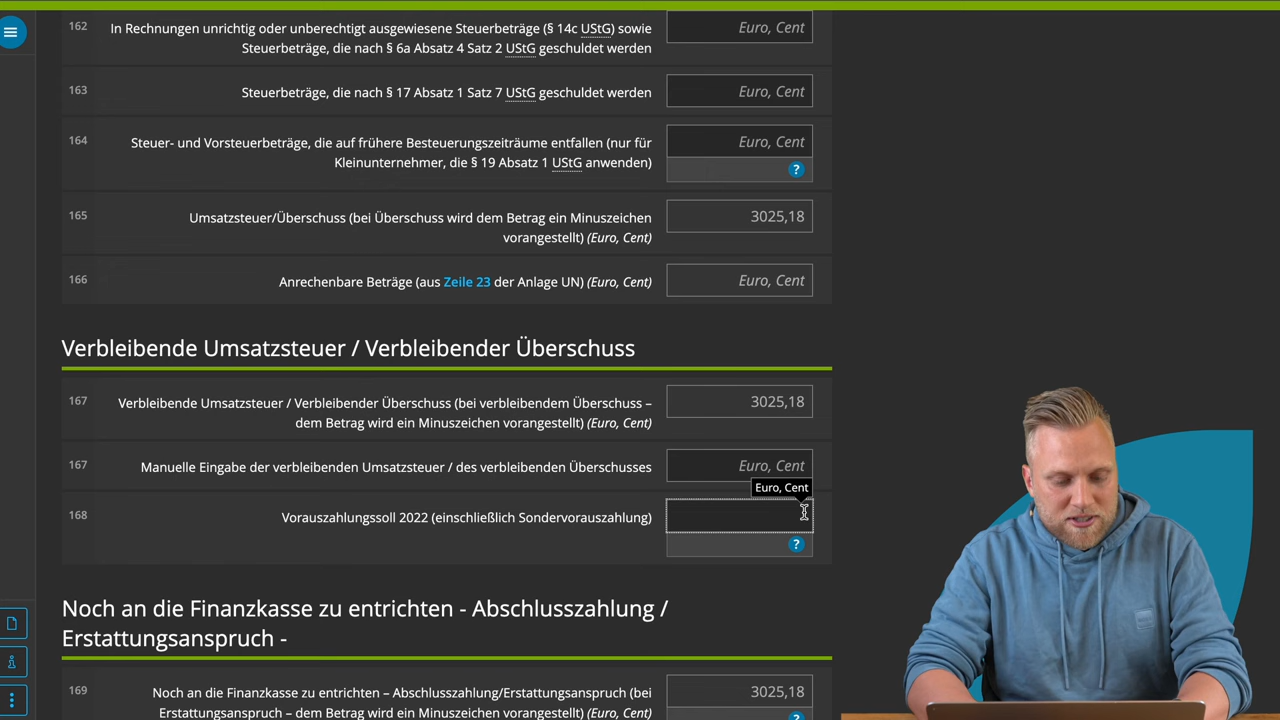 162
In Rechnungen unrichtig oder unberechtigt ausgewiesene Steuerbeträge (§ 14c UStG) sowie
Steuerbeträge, die nach § 6a Absatz 4 Satz 2 UStG geschuldet werden
Euro, Cent
163
Steuerbeträge, die nach § 17 Absatz 1 Satz 7 UStG geschuldet werden
Euro, Cent
164
Steuer- und Vorsteuerbeträge, die auf frühere Besteuerungszeiträume entfallen (nur für
Kleinunternehmer, die § 19 Absatz 1 UStG anwenden)
Euro, Cent
?
165
Umsatzsteuer/Überschuss (bei Überschuss wird dem Betrag ein Minuszeichen
vorangestellt) (Euro, Cent)
3025,18
166
Anrechenbare Beträge (aus Zeile 23 der Anlage UN) (Euro, Cent)
Euro, Cent
Verbleibende Umsatzsteuer / Verbleibender Überschuss
167
Verbleibende Umsatzsteuer / Verbleibender Überschuss (bei verbleibendem Überschuss –
dem Betrag wird ein Minuszeichen vorangestellt) (Euro, Cent)
3025,18
167
Manuelle Eingabe der verbleibenden Umsatzsteuer / des verbleibenden Überschusses
Euro, Cent
Euro, Cent
168
Vorauszahlungssoll 2022 (einschließlich Sondervorauszahlung)
?
Noch an die Finanzkasse zu entrichten - Abschlusszahlung /
Erstattungsanspruch -
169
Noch an die Finanzkasse zu entrichten – Abschlusszahlung/Erstattungsanspruch (bei
Erstattungsanspruch – dem Betrag wird ein Minuszeichen vorangestellt) (Euro, Cent)
3025,18
?